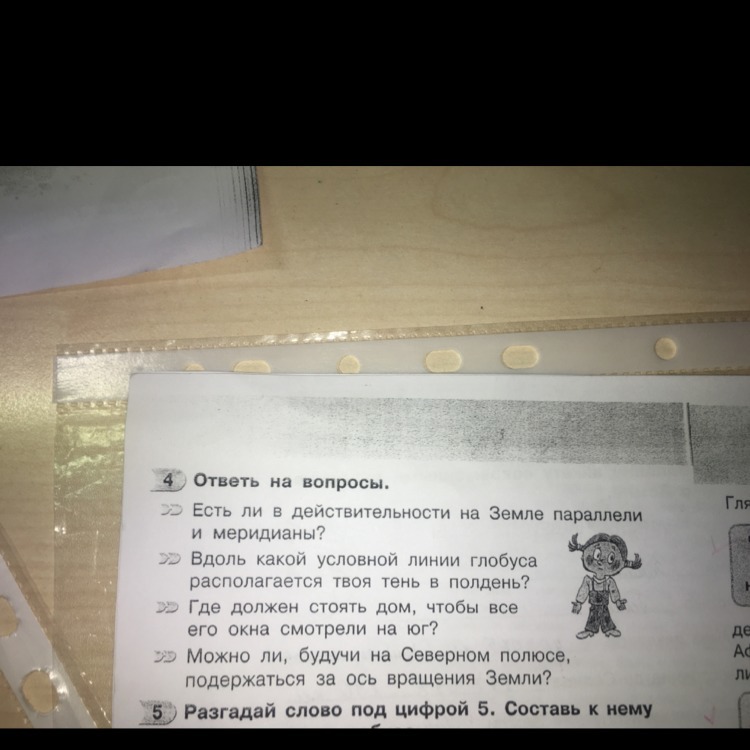 4 Ответь на вопросы.
Есть ли в действительности на Земле параллели
и меридианы?
Вдоль какой условной линии глобуса
располагается твоя тень в полдень?
Где должен стоять дом, чтобы все
его окна смотрели на юг?
Можно ли, будучи на Северном полюсе,
подержаться за ось вращения Земли?
5 Разгадай слово под цифрой 5. Составь к нему
Гля
де
Аф
ли